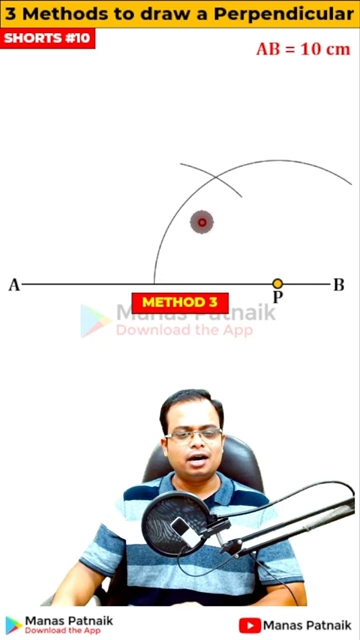 3 Methods to draw a Perpendicular
SHORTS #10
AB = 10 cm
A
B
P
METHOD 3
Manas Patnaik
Download the App
Manas Patnaik
Download the App
Manas Patnaik